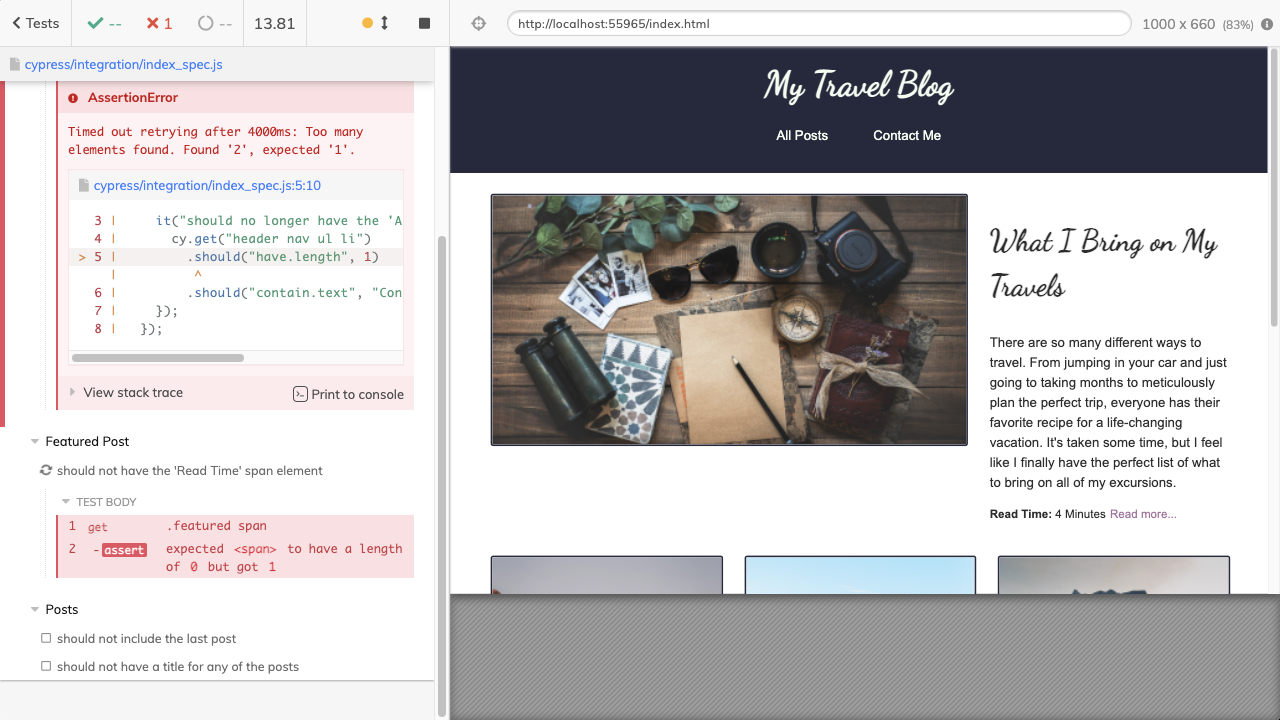 Tests
--
1
--
13.81
http://localhost:55965/index.html
1000 x 660 (83%)
cypress/integration/index_spec.js
AssertionError
Timed out retrying after 4000ms: Too many
elements found. Found '2', expected '1'.
cypress/integration/index_spec.js:5:10
3 | it("should no longer have the 'A
4 | cy.get("header nav ul li")
> 5 | .should("have.length", 1)
| ^
6 | .should("contain.text", "Con
7 | });
8 | });
View stack trace
Print to console
Featured Post
should not have the 'Read Time' span element
TEST BODY
1 get .featured span
2 -assert expected <span> to have a length
of 0 but got 1
Posts
should not include the last post
should not have a title for any of the posts
My Travel Blog
All Posts Contact Me
What I Bring on My
Travels
There are so many different ways to
travel. From jumping in your car and just
going to taking months to meticulously
plan the perfect trip, everyone has their
favorite recipe for a life-changing
vacation. It's taken some time, but I feel
like I finally have the perfect list of what
to bring on all of my excursions.
Read Time: 4 Minutes Read more...